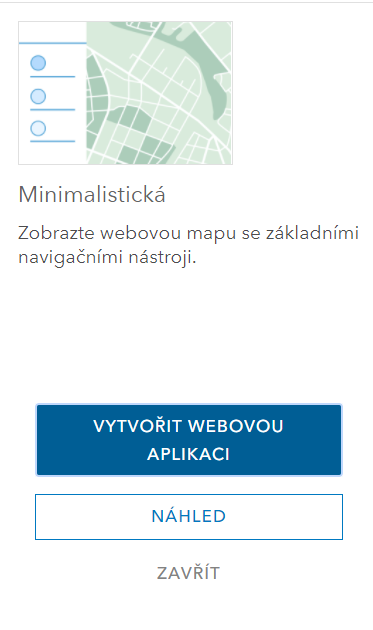 Minimalistická
Zobrazte webovou mapu se základními
navigačními nástroji.
VYTVOŘIT WEBOVOU
APLIKACI
NÁHLED
ZAVŘÍT